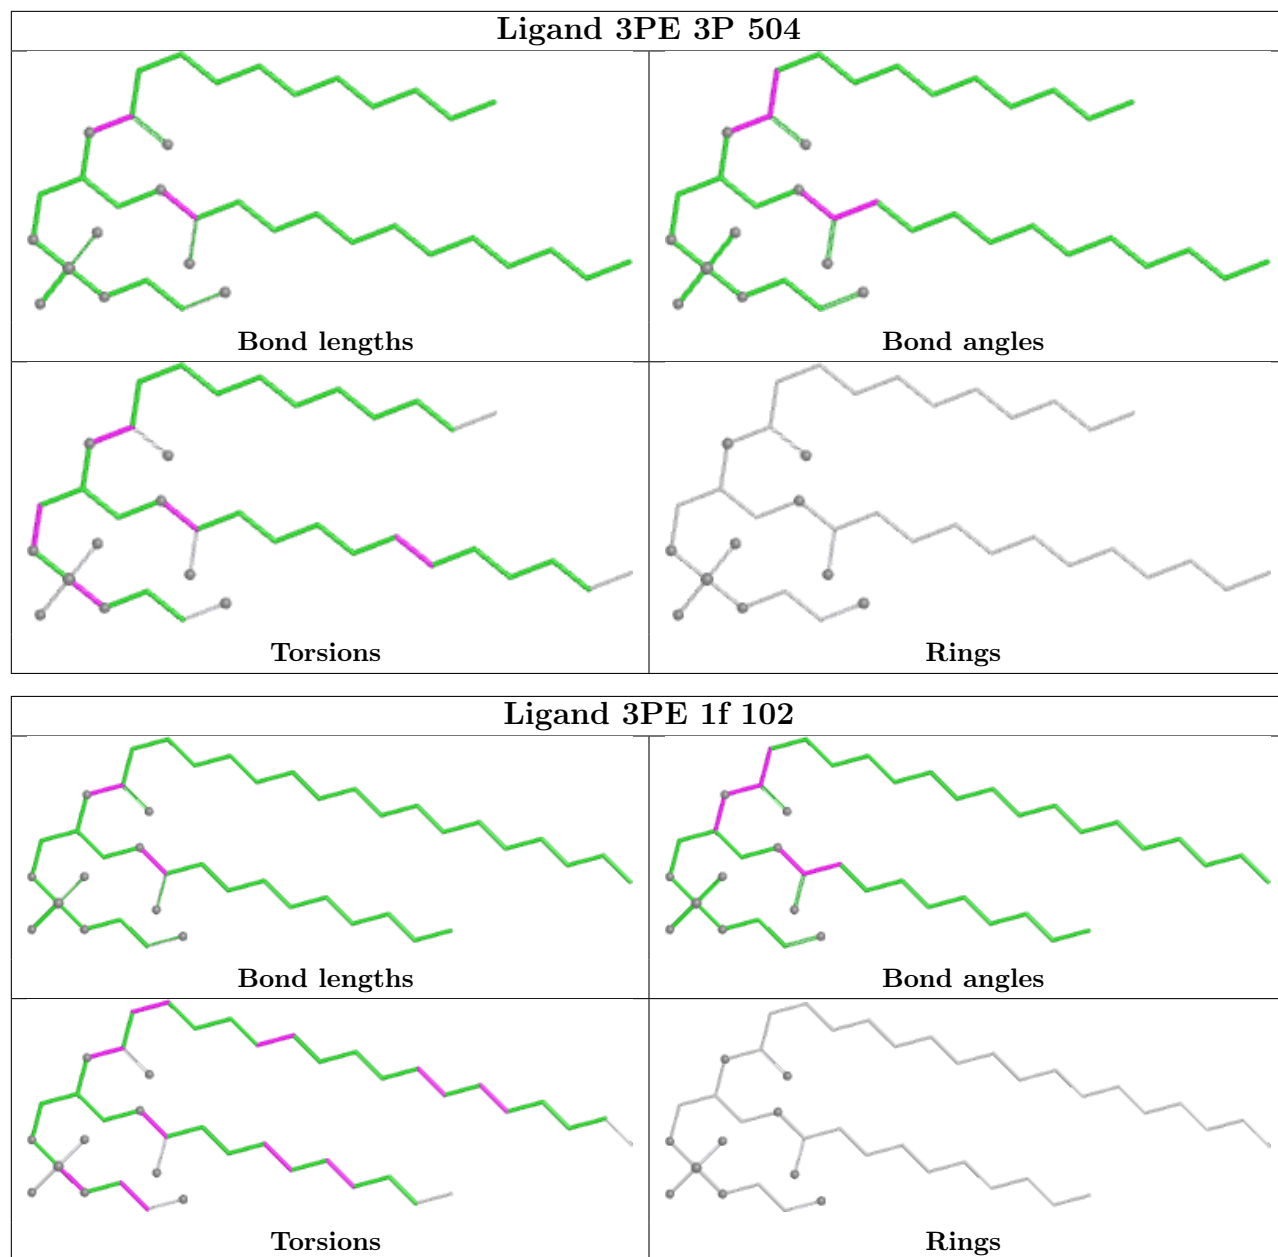 Ligand 3PE 3P 504
Bond lengths
Bond angles
Torsions
Rings
Ligand 3PE 1f 102
Bond lengths
Bond angles
Torsions
Rings